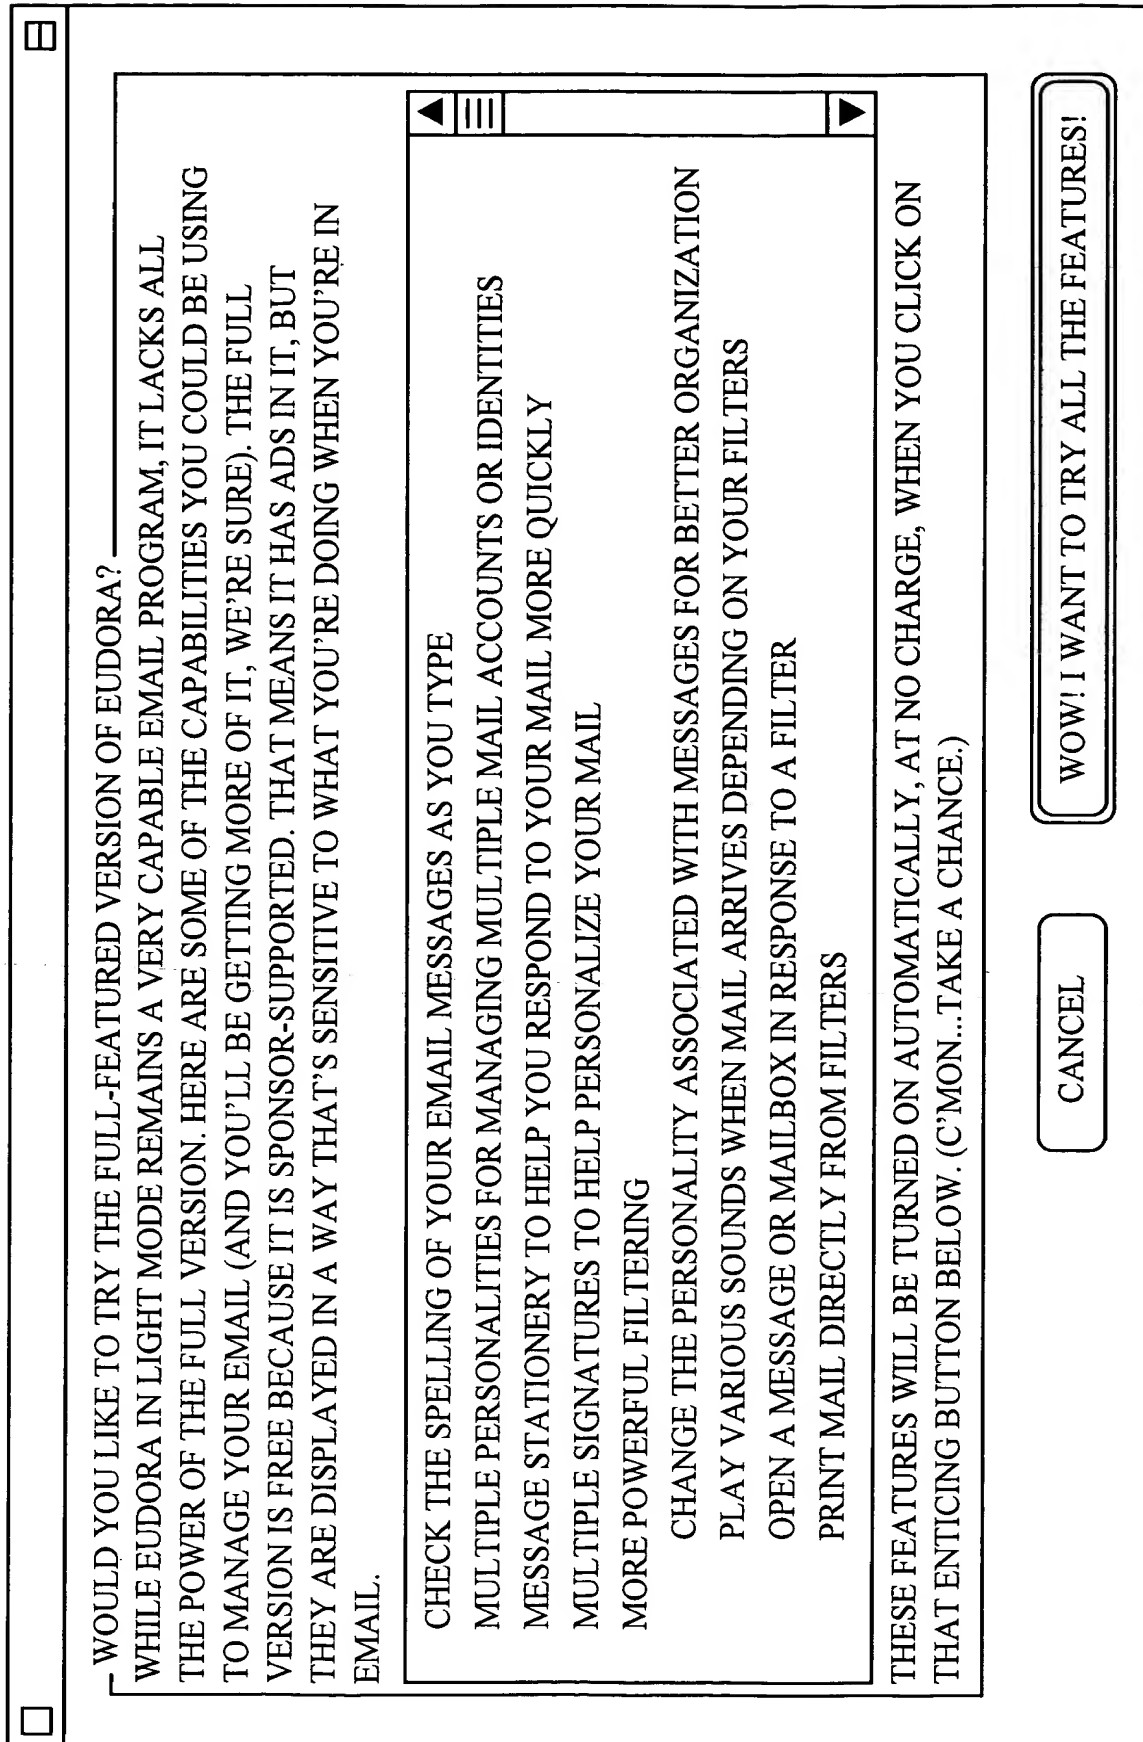 WOULD YOU LIKE TO TRY THE FULL-FEATURED VERSION OF EUDORA?
WHILE EUDORA IN LIGHT MODE REMAINS A VERY CAPABLE EMAIL PROGRAM, IT LACKS ALL
THE POWER OF THE FULL VERSION. HERE ARE SOME OF THE CAPABILITIES YOU COULD BE USING
TO MANAGE YOUR EMAIL (AND YOU'LL BE GETTING MORE OF IT, WE'RE SURE). THE FULL
VERSION IS FREE BECAUSE IT IS SPONSOR-SUPPORTED. THAT MEANS IT HAS ADS IN IT, BUT
THEY ARE DISPLAYED IN A WAY THAT'S SENSITIVE TO WHAT YOU'RE DOING WHEN YOU'RE IN
EMAIL.
CHECK THE SPELLING OF YOUR EMAIL MESSAGES AS YOU TYPE
MULTIPLE PERSONALITIES FOR MANAGING MULTIPLE MAIL ACCOUNTS OR IDENTITIES
MESSAGE STATIONERY TO HELP YOU RESPOND TO YOUR MAIL MORE QUICKLY
MULTIPLE SIGNATURES TO HELP PERSONALIZE YOUR MAIL
MORE POWERFUL FILTERING
CHANGE THE PERSONALITY ASSOCIATED WITH MESSAGES FOR BETTER ORGANIZATION
PLAY VARIOUS SOUNDS WHEN MAIL ARRIVES DEPENDING ON YOUR FILTERS
OPEN A MESSAGE OR MAILBOX IN RESPONSE TO A FILTER
PRINT MAIL DIRECTLY FROM FILTERS
THESE FEATURES WILL BE TURNED ON AUTOMATICALLY, AT NO CHARGE, WHEN YOU CLICK ON
THAT ENTICING BUTTON BELOW. (C'MON...TAKE A CHANCE.)
CANCEL
WOW! I WANT TO TRY ALL THE FEATURES!